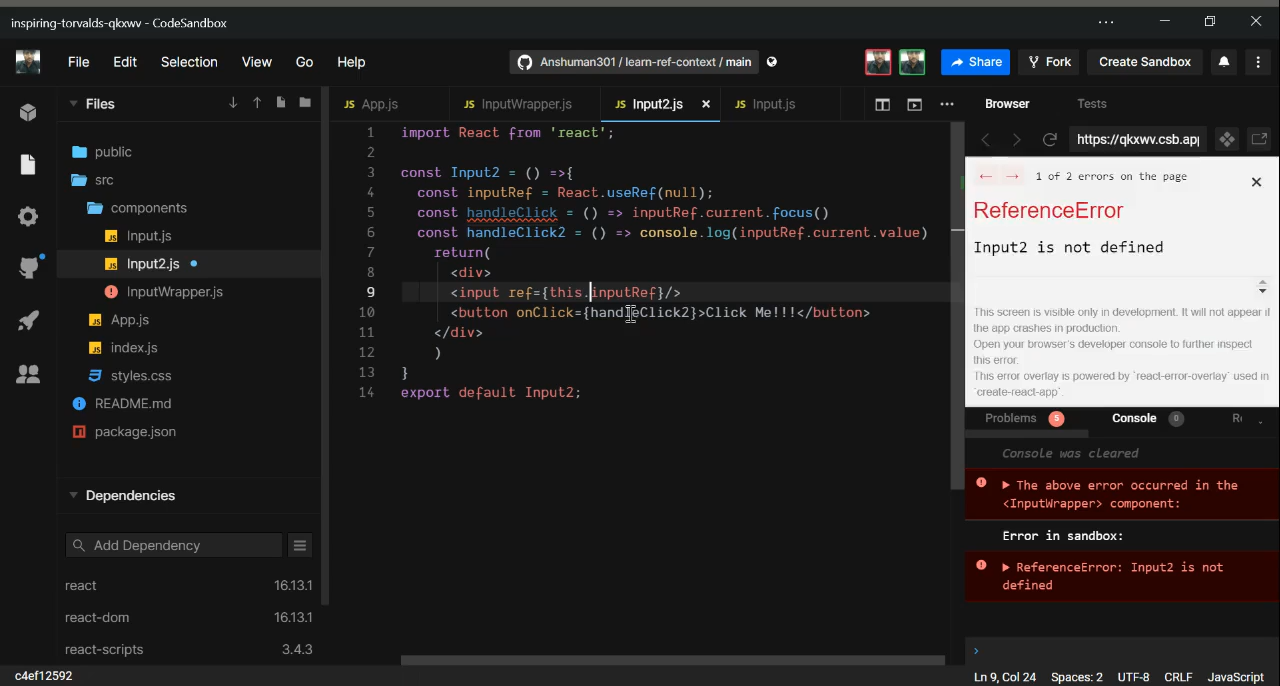 inspiring-torvalds-qkxwv - CodeSandbox
File Edit Selection View Go Help
Anshuman301 / learn-ref-context / main
Share
Fork
Create Sandbox
Files
public
src
components
Input.js
Input2.js
InputWrapper.js
App.js
index.js
styles.css
README.md
package.json
Dependencies
Add Dependency
react 16.13.1
react-dom 16.13.1
react-scripts 3.4.3
c4ef12592
JS App.js JS InputWrapper.js JS Input2.js JS Input.js
1 import React from 'react';
2
3 const Input2 = () =>{
4 const inputRef = React.useRef(null);
5 const handleClick = () => inputRef.current.focus()
6 const handleClick2 = () => console.log(inputRef.current.value)
7 return(
8 <div>
9 <input ref={this.inputRef}/>
10 <button onClick={handleClick2}>Click Me!!!</button>
11 </div>
12 )
13 }
14 export default Input2;
Browser Tests
https://qkxwv.csb.app
1 of 2 errors on the page
ReferenceError
Input2 is not defined
This screen is visible only in development. It will not appear if
the app crashes in production.
Open your browser's developer console to further inspect
this error.
This error overlay is powered by `react-error-overlay` used in
`create-react-app`.
Problems 5 Console 0
Console was cleared
The above error occurred in the
<InputWrapper> component:
Error in sandbox:
ReferenceError: Input2 is not
defined
Ln 9, Col 24 Spaces: 2 UTF-8 CRLF JavaScript